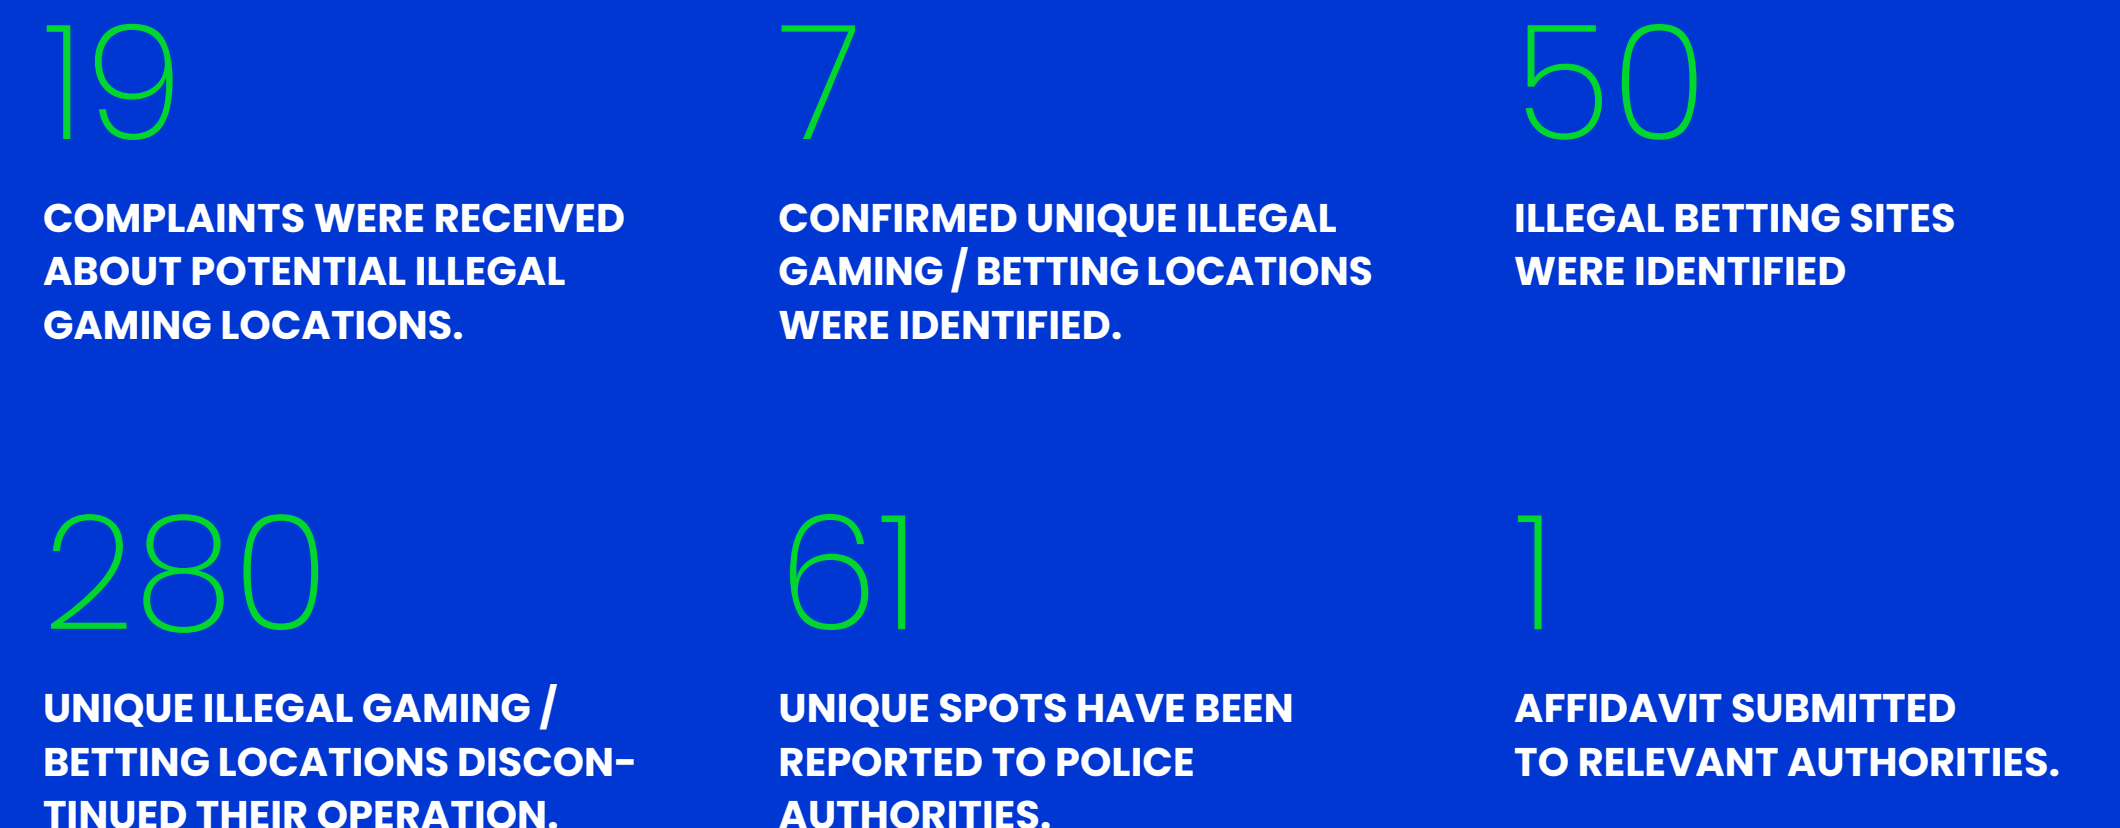 19
COMPLAINTS WERE RECEIVED
ABOUT POTENTIAL ILLEGAL
GAMING LOCATIONS.
7
CONFIRMED UNIQUE ILLEGAL
GAMING / BETTING LOCATIONS
WERE IDENTIFIED.
50
ILLEGAL BETTING SITES
WERE IDENTIFIED
280
UNIQUE ILLEGAL GAMING /
BETTING LOCATIONS DISCON-
TINUED THEIR OPERATION.
61
UNIQUE SPOTS HAVE BEEN
REPORTED TO POLICE
AUTHORITIES.
1
AFFIDAVIT SUBMITTED
TO RELEVANT AUTHORITIES.